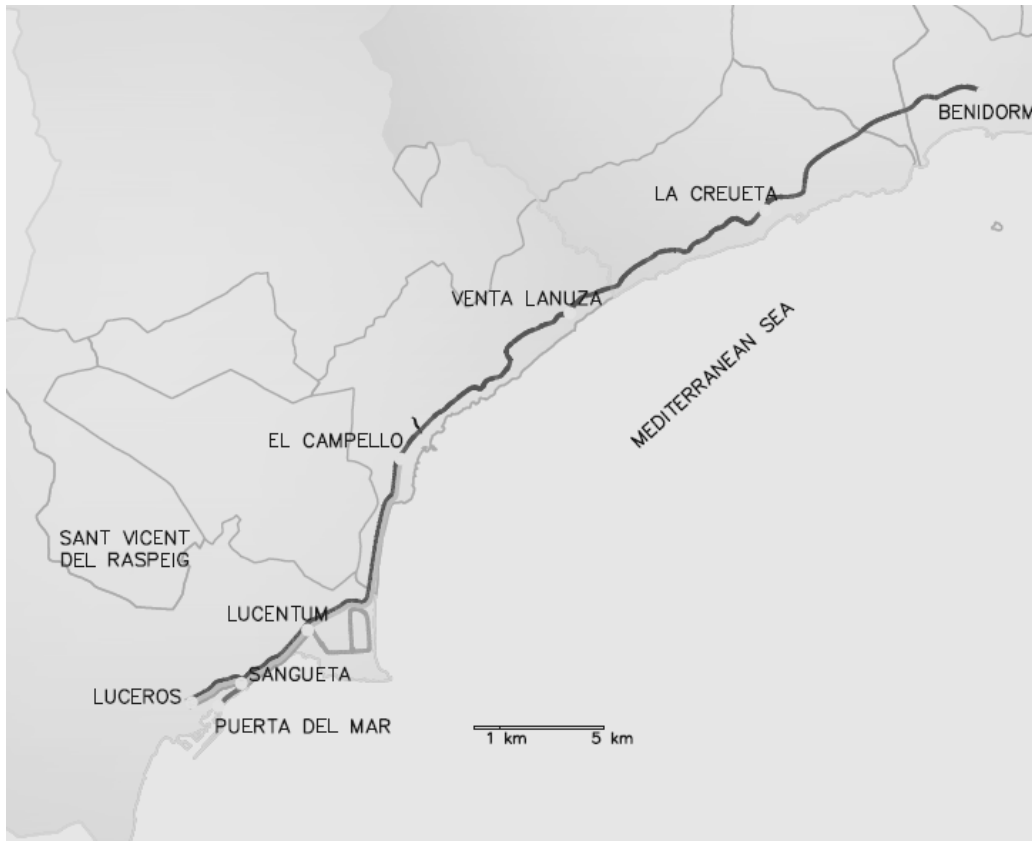 BENIDORM
LA CREUETA
VENTA LANUZA
MEDITERRANEAN SEA
EL CAMPELLO
SANT VICENT
DEL RASPEIG
LUCENTUM
SANGUETA
LUCEROS
PUERTA DEL MAR
1 km 5 km